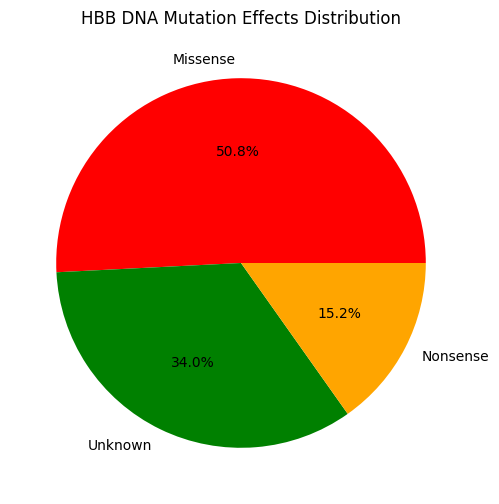 HBB DNA Mutation Effects Distribution
Missense
50.8%
15.2%
Nonsense
34.0%
Unknown